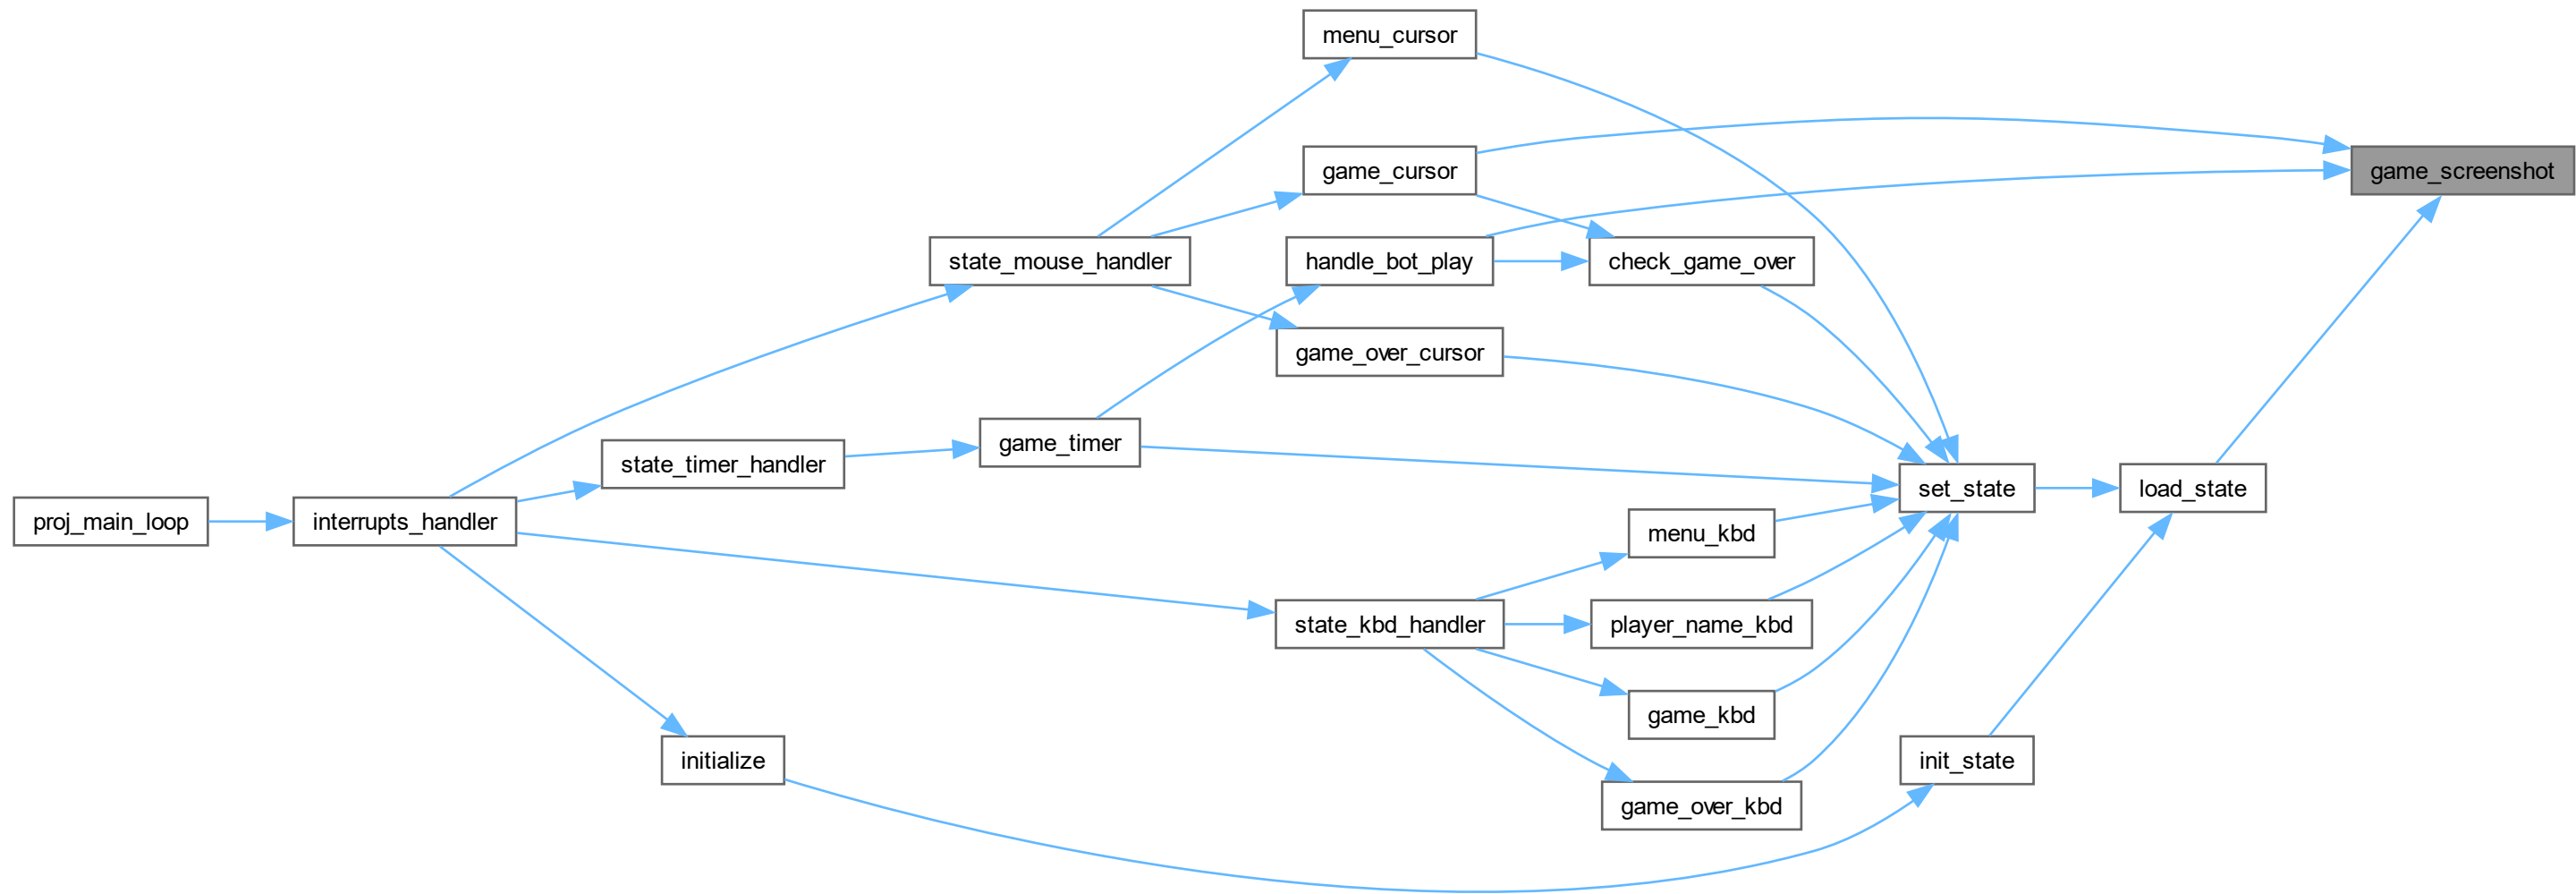 menu_cursor
game_cursor
game_screenshot
state_mouse_handler
handle_bot_play
check_game_over
game_over_cursor
game_timer
state_timer_handler
set_state
load_state
proj_main_loop
interrupts_handler
menu_kbd
state_kbd_handler
player_name_kbd
game_kbd
initialize
init_state
game_over_kbd